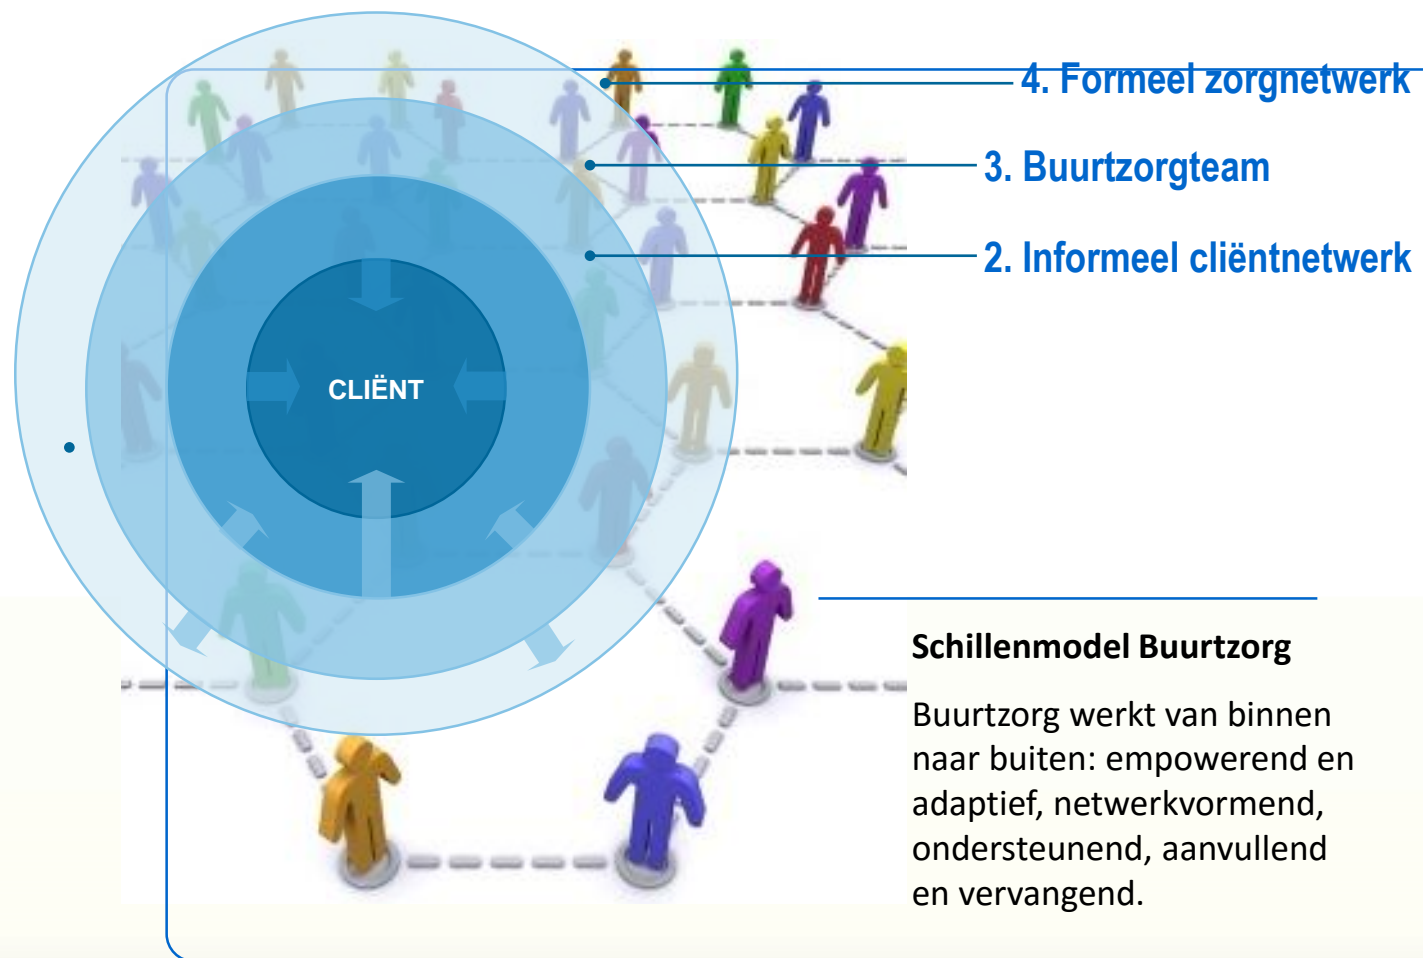 4. Formeel zorgnetwerk
3. Buurtzorgteam
2. Informeel cliëntnetwerk
CLIËNT
Schillenmodel Buurtzorg
Buurtzorg werkt van binnen
naar buiten: empowerend en
adaptief, netwerkvormend,
ondersteunend, aanvullend
en vervangend.